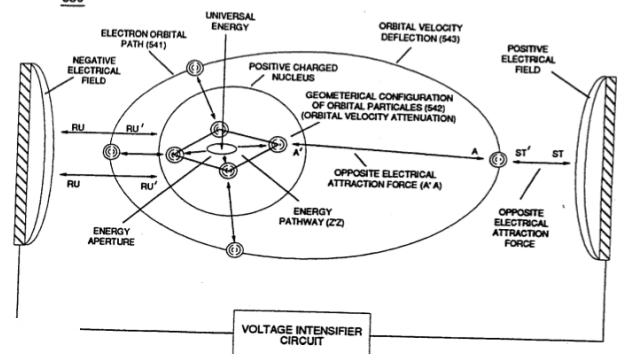 UNIVERSAL
ENERGY
ELECTRON ORBITAL
PATH (541)
ORBITAL VELOCITY
DEFLECTION (543)
NEGATIVE
ELECTRICAL
FIELD
POSITIVE CHARGED
NUCLEUS
POSITIVE
ELECTRICAL
FIELD
GEOMETERICAL CONFIGURATION
OF ORBITAL PARTICALES (542)
(ORBITAL VELOCITY ATTENUATION)
RU RU'
A' A ST' ST
RU RU'
OPPOSITE ELECTRICAL
ATTRACTION FORCE (A' A)
ENERGY
APERTURE
ENERGY
PATHWAY (Z'Z)
OPPOSITE
ELECTRICAL
ATTRACTION
FORCE
VOLTAGE INTENSIFIER
CIRCUIT